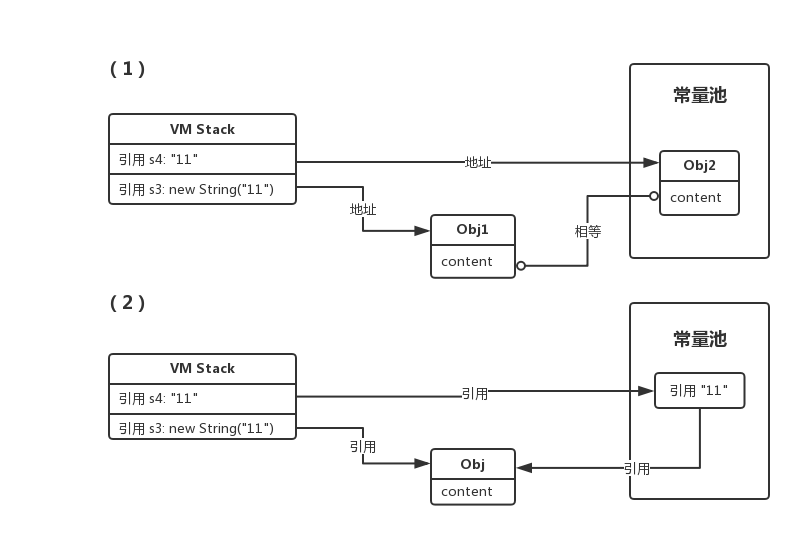 ( 1 )
常量池
VM Stack
引用 s4: "11"
地址
Obj2
引用 s3: new String("11")
content
地址
Obj1
相等
content
( 2 )
常量池
VM Stack
引用 s4: "11"
引用
引用 "11"
引用 s3: new String("11")
引用
Obj
引用
content